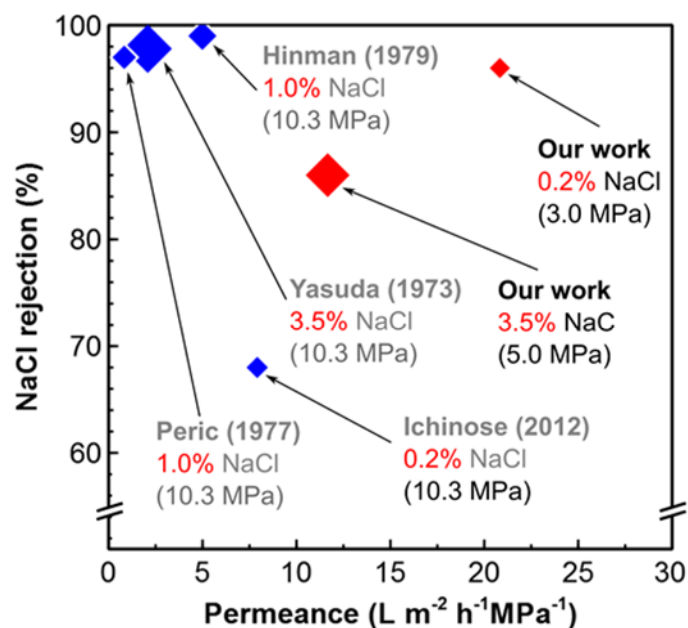 100
90
80
70
60
NaCl rejection (%)
Hinman (1979)
1.0% NaCl
(10.3 MPa)
Our work
0.2% NaCl
(3.0 MPa)
Yasuda (1973)
3.5% NaCl
(10.3 MPa)
Our work
3.5% NaC
(5.0 MPa)
Peric (1977)
1.0% NaCl
(10.3 MPa)
Ichinose (2012)
0.2% NaCl
(10.3 MPa)
0 5 10 15 20 25 30
Permeance (L m⁻² h⁻¹MPa⁻¹)